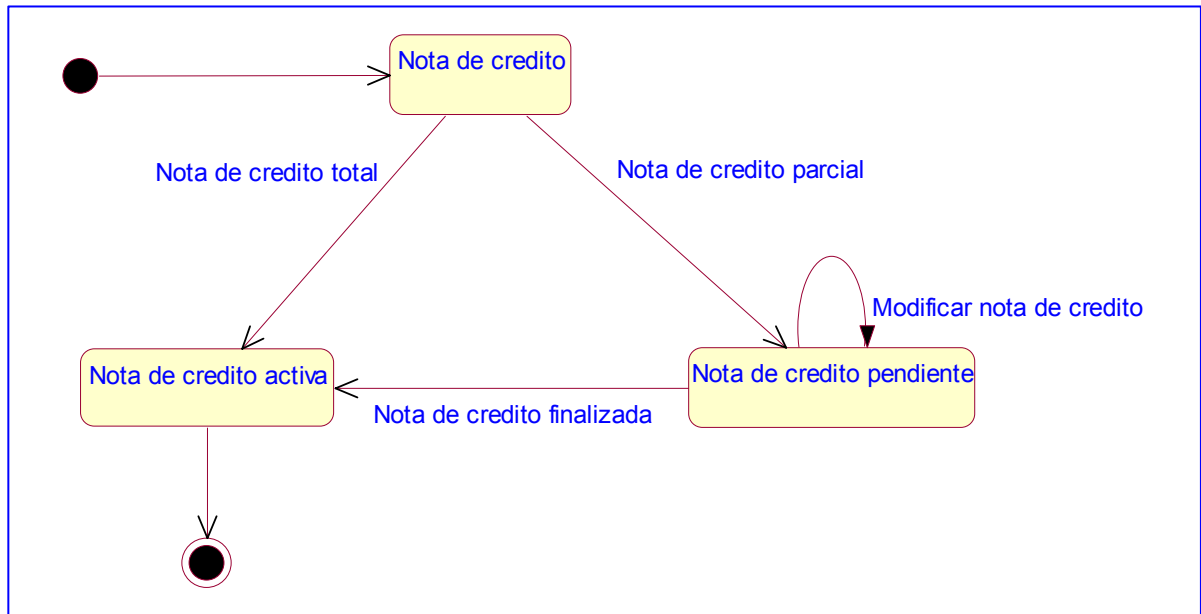 Nota de credito
Nota de credito total
Nota de credito parcial
Modificar nota de credito
Nota de credito activa
Nota de credito pendiente
Nota de credito finalizada